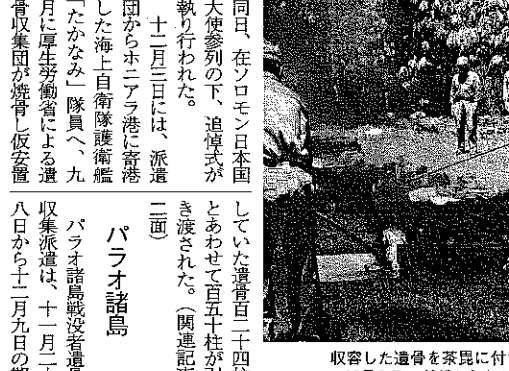 同日、在ソロモン日本国
大使参列の下、追悼式が
執り行われた。
十二月三日には、派遣
団からホニアラ港に寄港
した海上自衛隊護衛艦
「たかなみ」隊員へ、九
月に厚生労働省による遺
骨収集団が焼骨し仮安置
していた遺骨百二十四柱
とあわせて百五十柱が引
き渡された。（関連記事
二面）
パラオ諸島
パラオ諸島戦没者遺骨
収集派遣は、十一月二十
八日から十二月九日の
収容した遺骨を荼毘に付